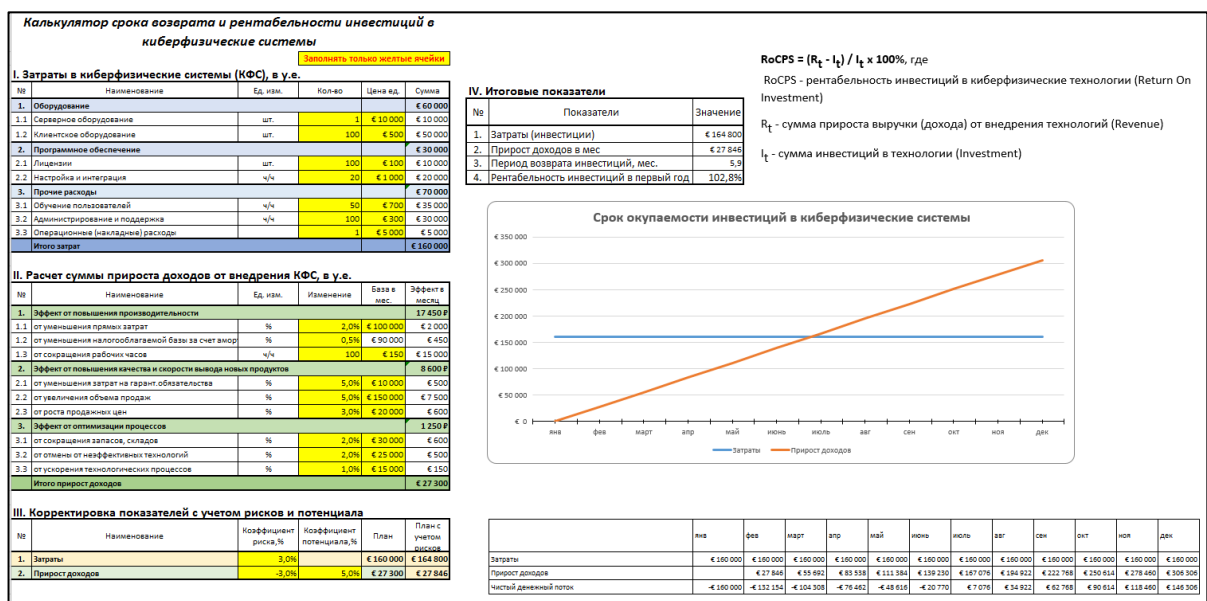 Калькулятор срока возврата и рентабельности инвестиций в
киберфизические системы
Заполнять только желтые ячейки
I. Затраты в киберфизические системы (КФС), в у.е.
№ Наименование Ед. изм. Кол-во Цена ед. Сумма
1. Оборудование € 60 000
1.1 Серверное оборудование шт. 1 € 10 000 € 10 000
1.2 Клиентское оборудование шт. 100 € 500 € 50 000
2. Программное обеспечение € 30 000
2.1 Лицензии шт. 100 € 100 € 10 000
2.2 Настройка и интеграция ч/ч 20 € 1 000 € 20 000
3. Прочие расходы € 70 000
3.1 Обучение пользователей ч/ч 50 € 700 € 35 000
3.2 Администрирование и поддержка ч/ч 100 € 300 € 30 000
3.3 Операционные (накладные) расходы 1 € 5 000 € 5 000
Итого затрат € 160 000
II. Расчет суммы прироста доходов от внедрения КФС, в у.е.
№ Наименование Ед. изм. Изменение База в мес. Эффект в месяц
1. Эффект от повышения производительности 17 450 ₽
1.1 от уменьшения прямых затрат % 2,0% € 100 000 € 2 000
1.2 от уменьшения налогооблагаемой базы за счет аморт % 0,5% € 90 000 € 450
1.3 от сокращения рабочих часов ч/ч 100 € 150 € 15 000
2. Эффект от повышения качества и скорости вывода новых продуктов 8 600 ₽
2.1 от уменьшения затрат на гарант.обязательства % 5,0% € 10 000 € 500
2.2 от увеличения объема продаж % 5,0% € 150 000 € 7 500
2.3 от роста продажных цен % 3,0% € 20 000 € 600
3. Эффект от оптимизации процессов 1 250 ₽
3.1 от сокращения запасов, складов % 2,0% € 30 000 € 600
3.2 от отмены от неэффективных технологий % 2,0% € 25 000 € 500
3.3 от ускорения технологических процессов % 1,0% € 15 000 € 150
Итого прирост доходов € 27 300
III. Корректировка показателей с учетом рисков и потенциала
№ Наименование Коэффициент риска,% Коэффициент потенциала,% План План с учетом рисков
1. Затраты 3,0% € 160 000 € 164 800
2. Прирост доходов -3,0% 5,0% € 27 300 € 27 846
IV. Итоговые показатели
№ Показатели Значение
1. Затраты (инвестиции) € 164 800
2. Прирост доходов в мес € 27 846
3. Период возврата инвестиций, мес. 5,9
4. Рентабельность инвестиций в первый год 102,8%
RoCPS = (Rt - It) / It x 100%, где
RoCPS - рентабельность инвестиций в киберфизические технологии (Return On
Investment)
Rt - сумма прироста выручки (дохода) от внедрения технологий (Revenue)
It - сумма инвестиций в технологии (Investment)
Срок окупаемости инвестиций в киберфизические системы
€ 350 000
€ 300 000
€ 250 000
€ 200 000
€ 150 000
€ 100 000
€ 50 000
€ 0
янв фев март апр май июнь июль авг сен окт ноя дек
Затраты Прирост доходов
янв фев март апр май июнь июль авг сен окт ноя дек
Затраты € 160 000 € 160 000 € 160 000 € 160 000 € 160 000 € 160 000 € 160 000 € 160 000 € 160 000 € 160 000 € 160 000 € 160 000
Прирост доходов € 27 846 € 55 692 € 83 538 € 111 384 € 139 230 € 167 076 € 194 922 € 222 768 € 250 614 € 278 460 € 306 306
Чистый денежный поток -€ 160 000 -€ 132 154 -€ 104 308 -€ 76 462 -€ 48 616 -€ 20 770 € 7 076 € 34 922 € 62 768 € 90 614 € 118 460 € 146 306